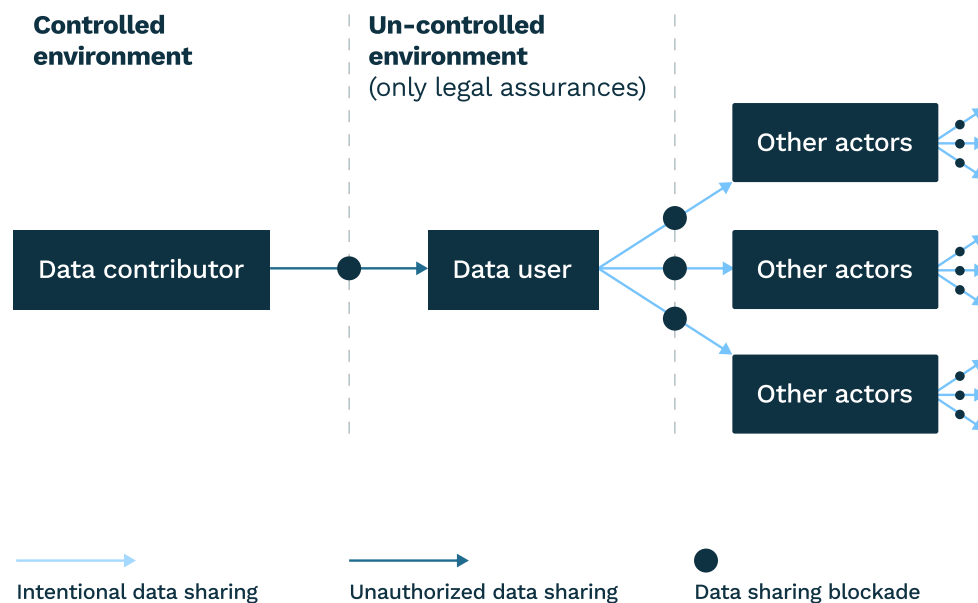 Controlled
environment
Un-controlled
environment
(only legal assurances)
Other actors
Data contributor
Data user
Other actors
Other actors
Intentional data sharing
Unauthorized data sharing
Data sharing blockade